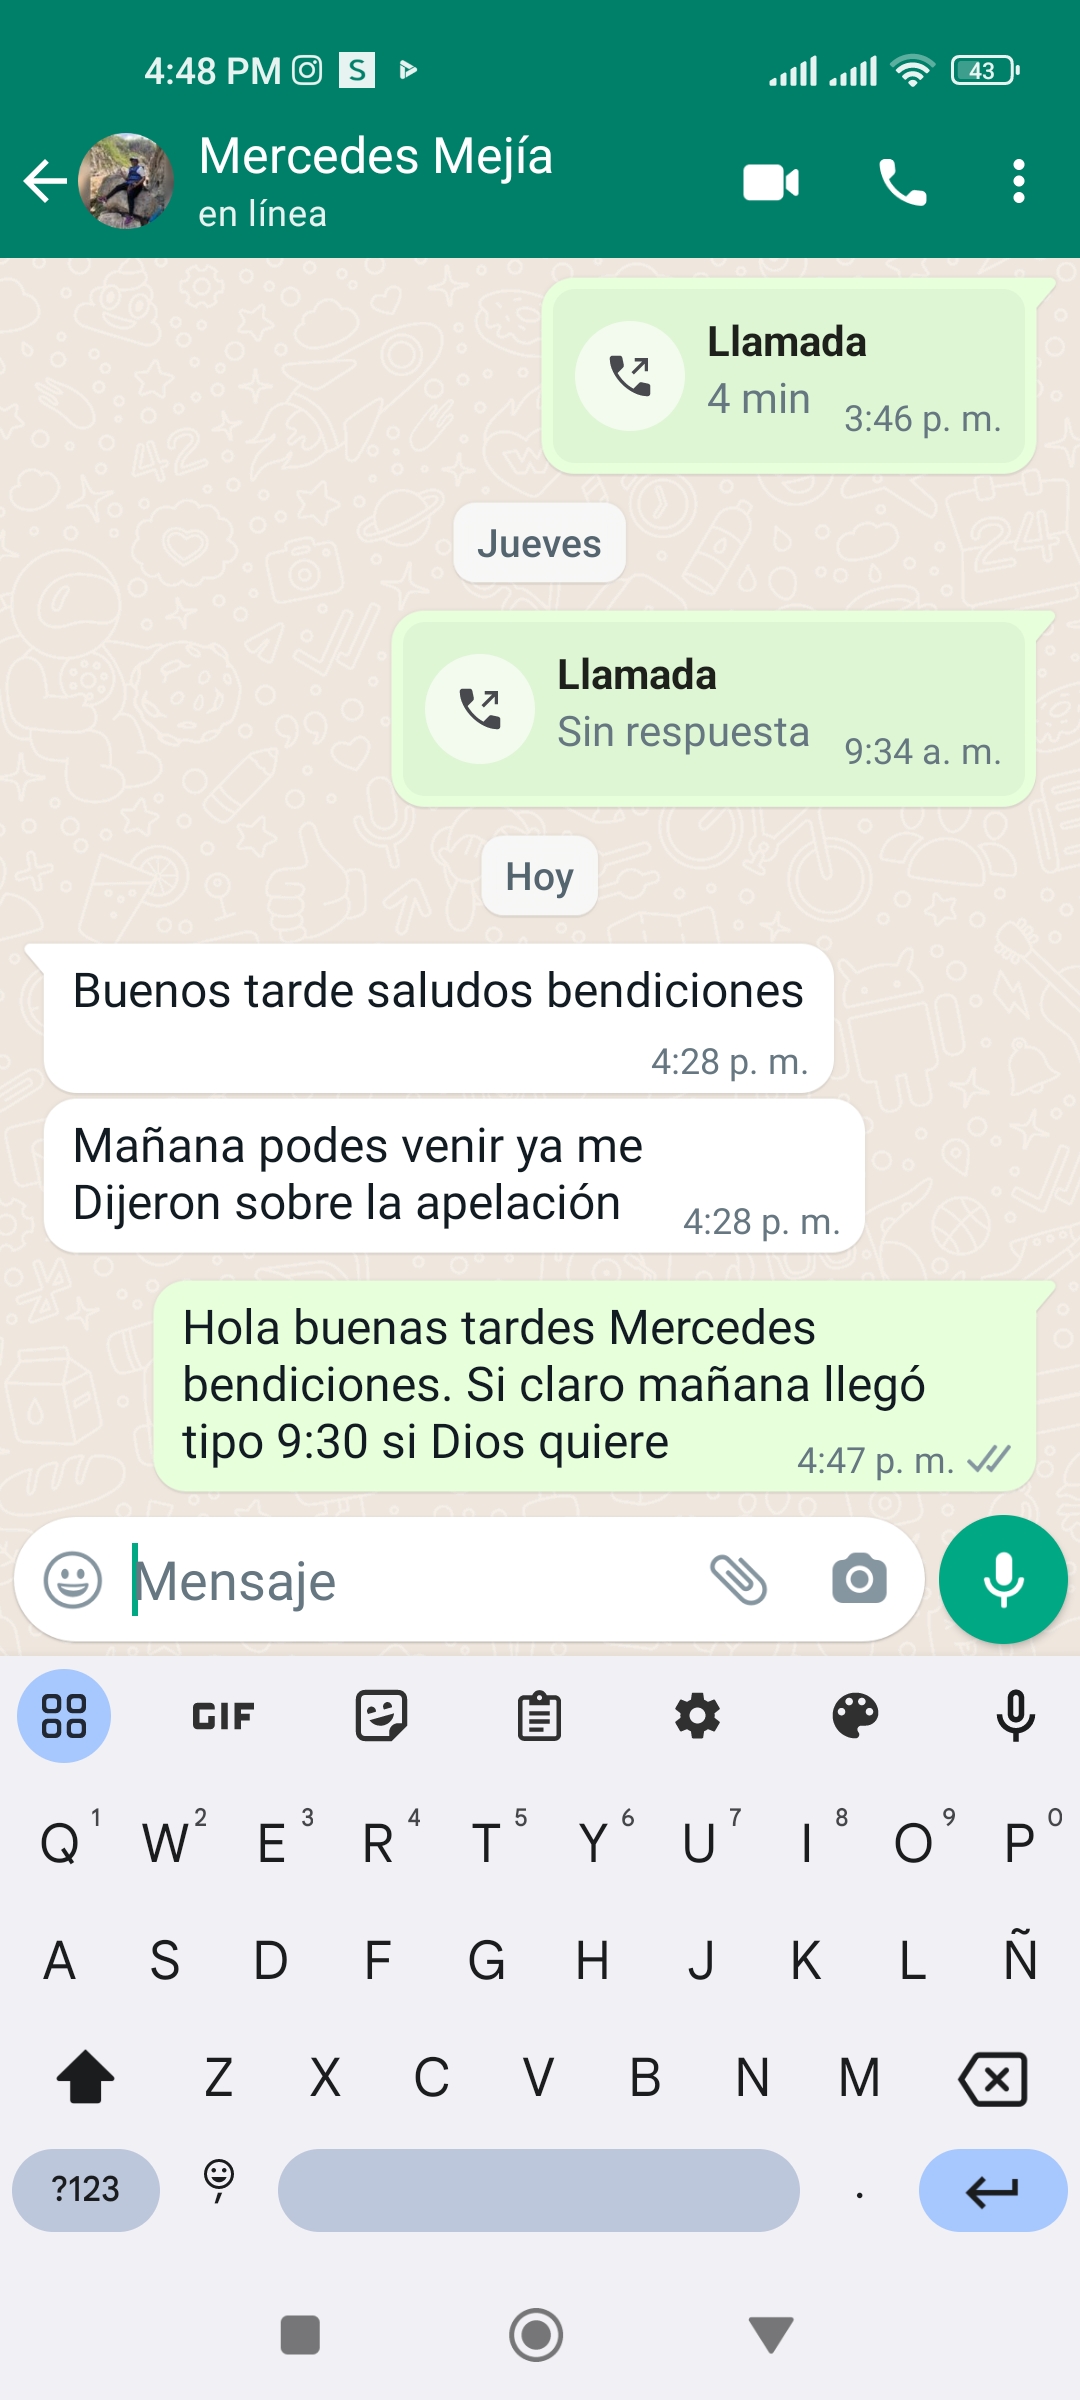 4:48 PM S 43
Mercedes Mejía
en línea
Llamada
4 min 3:46 p. m.
Jueves
Llamada
Sin respuesta 9:34 a. m.
Hoy
Buenos tarde saludos bendiciones
4:28 p. m.
Mañana podes venir ya me
Dijeron sobre la apelación 4:28 p. m.
Hola buenas tardes Mercedes
bendiciones. Si claro mañana llegó
tipo 9:30 si Dios quiere 4:47 p. m.
Mensaje
GIF
Q 1 W 2 E 3 R 4 T 5 Y 6 U 7 I 8 O 9 P 0
A S D F G H J K L Ñ
Z X C V B N M
?123 , .